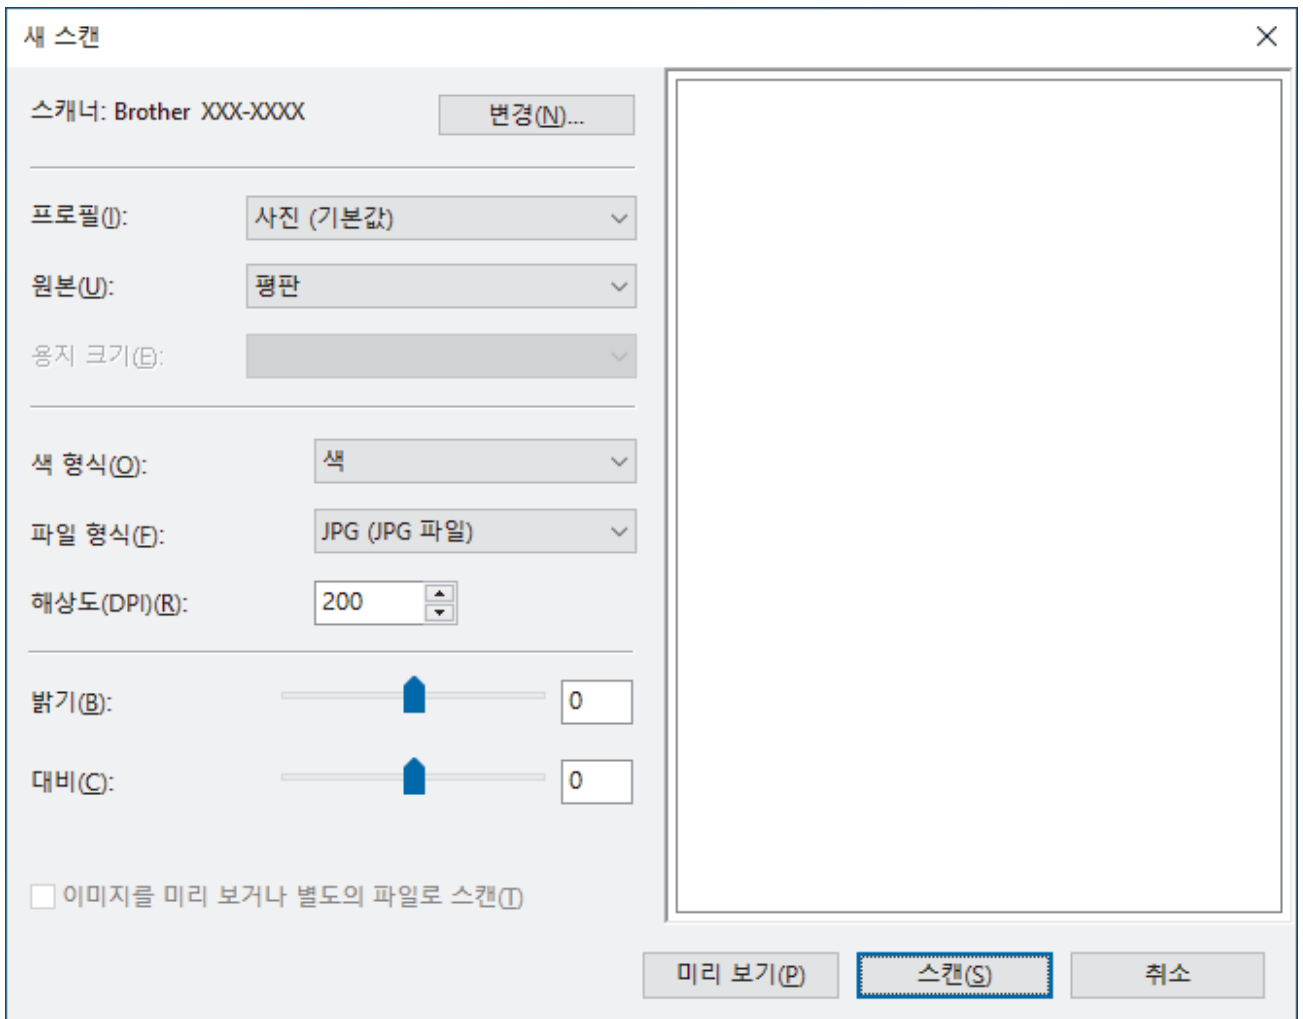 새 스캔
스캐너: Brother XXX-XXXX
변경(N)...
프로필(I):
사진 (기본값)
원본(U):
평판
용지 크기(E):
색 형식(O):
색
파일 형식(F):
JPG (JPG 파일)
해상도(DPI)(R):
200
밝기(B):
0
대비(C):
0
이미지를 미리 보거나 별도의 파일로 스캔(T)
미리 보기(P)
스캔(S)
취소